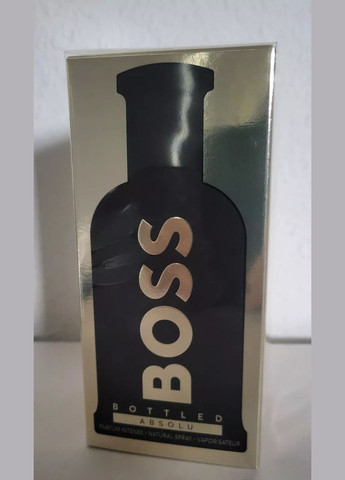 BOSS
BOTTLED
ABSOLU
PARFUM INTENSE • NATURAL SPRAY • VAPORISATEUR